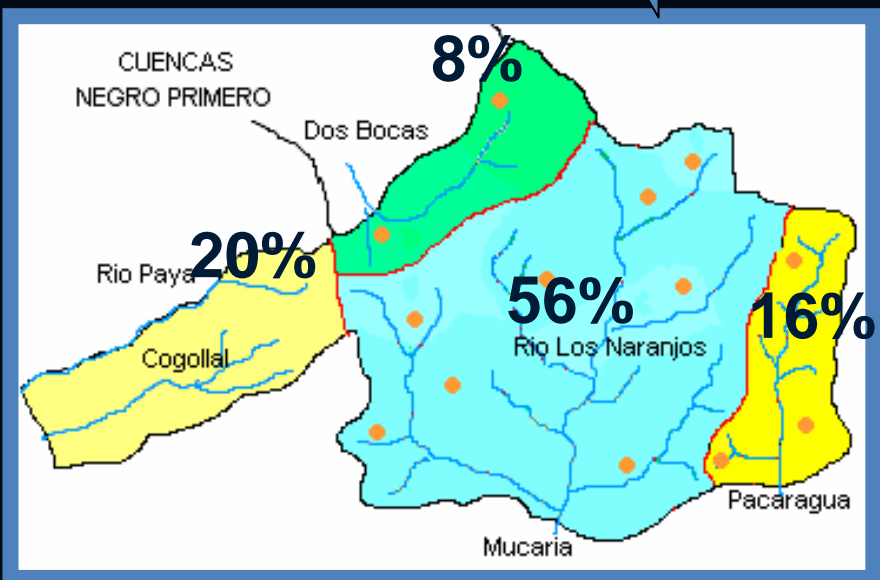 8%
CUENCAS
NEGRO PRIMERO
Dos Bocas
20%
Rio Paya
56%
16%
Rio Los Naranjos
Cogollal
Pacaragua
Mucaria